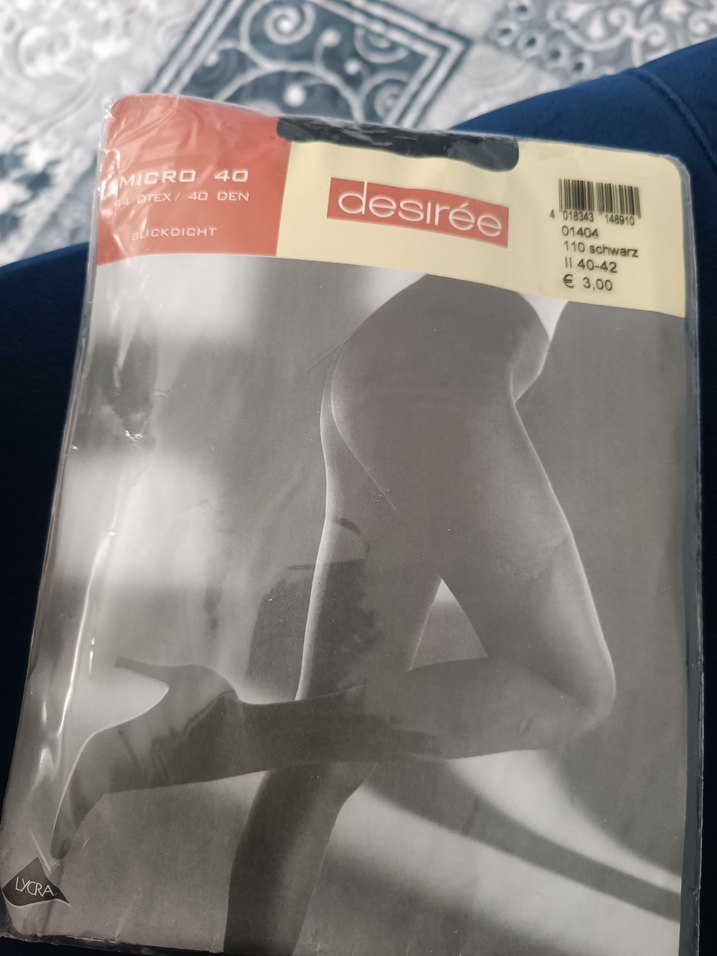 MICRO 40
44 DTEX / 40 DEN
BLICKDICHT
desirée
4 018343 148910
01404
110 schwarz
II 40-42
€ 3,00
LYCRA